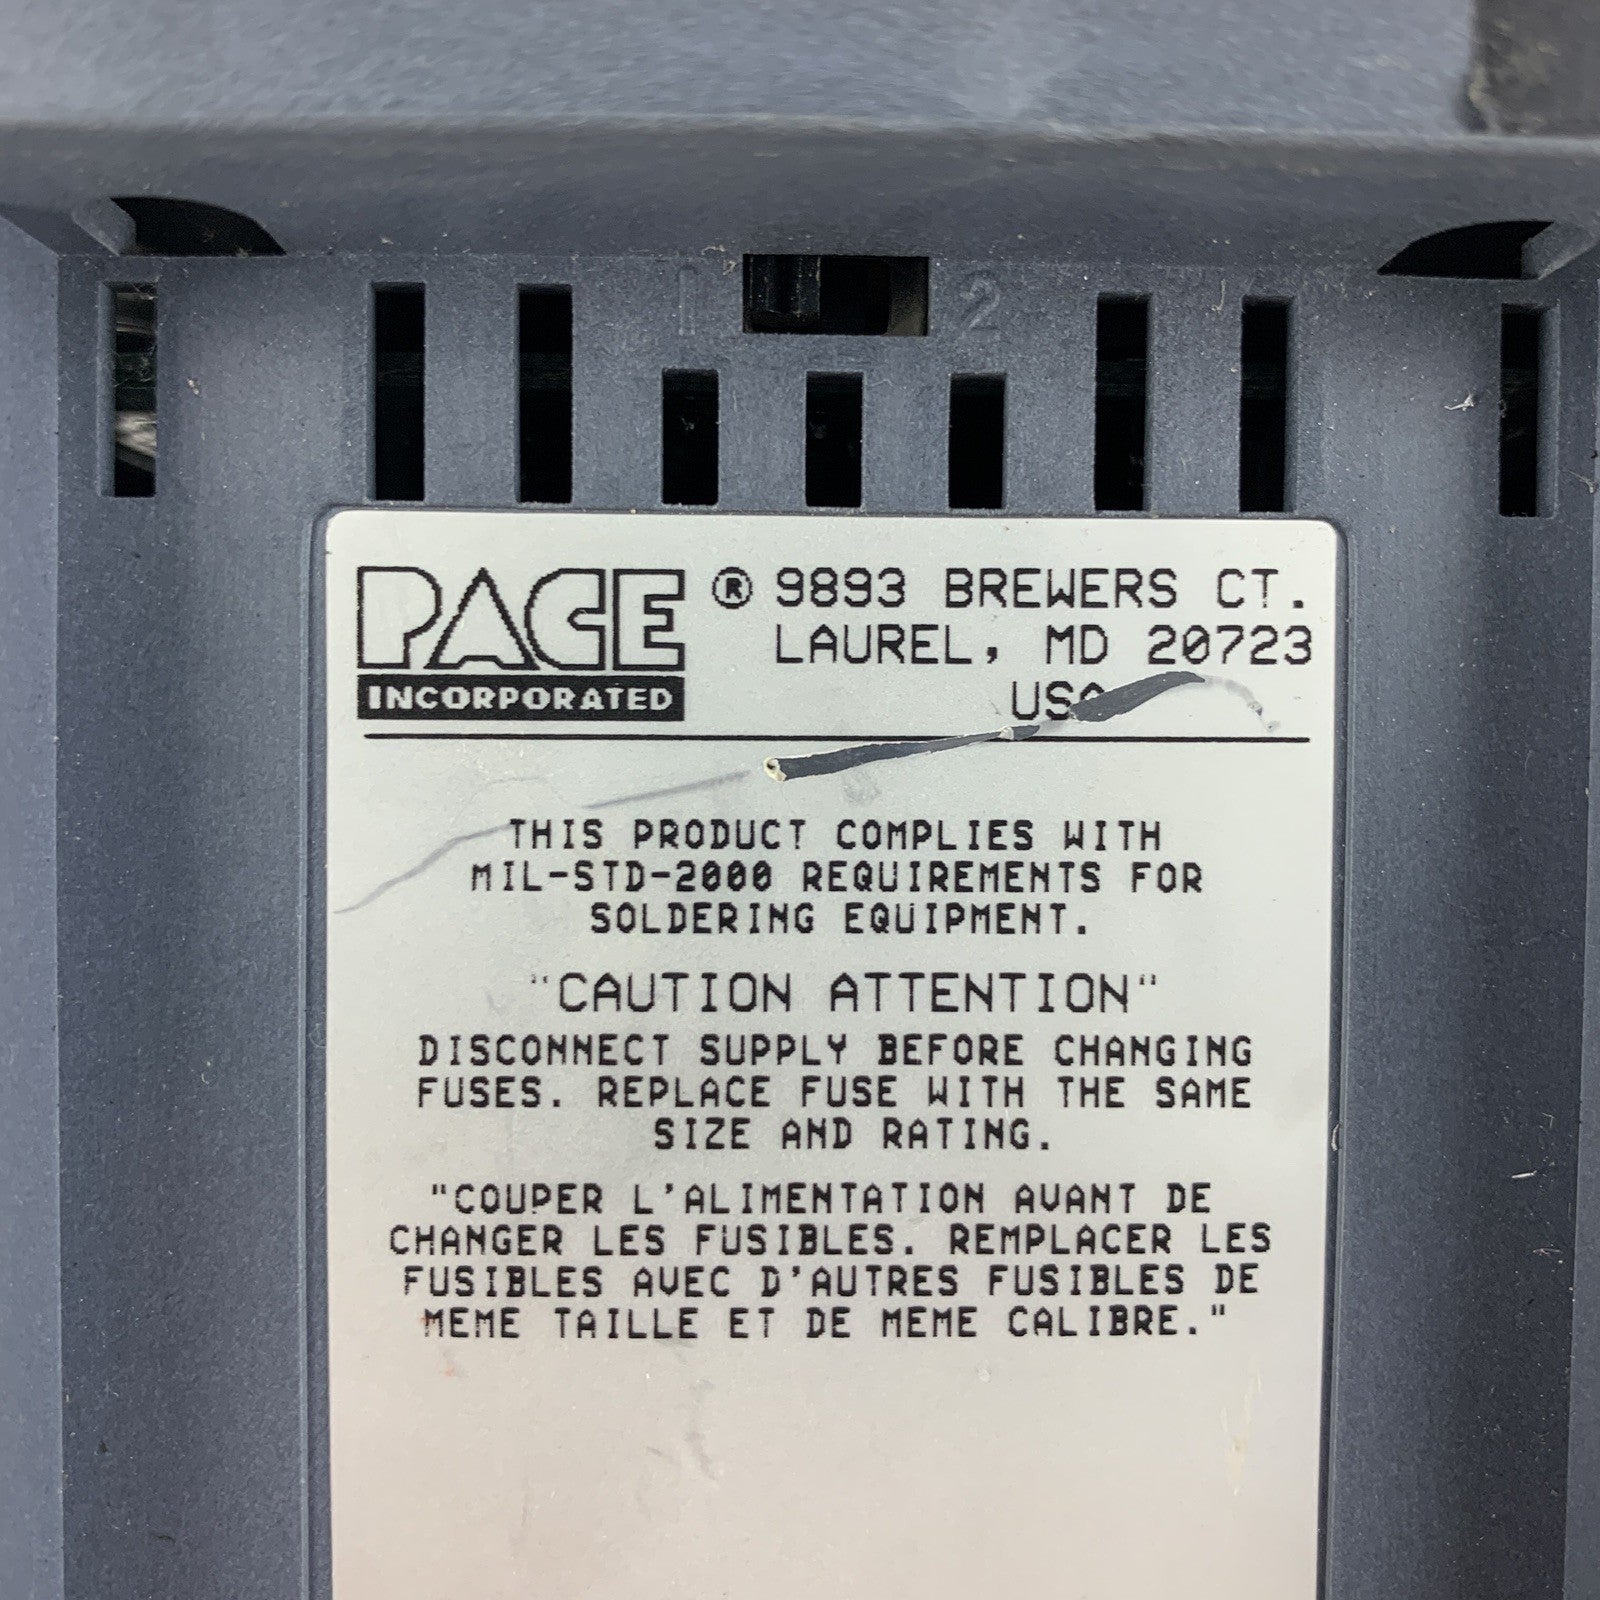 1 2
PACE ® 9893 BREWERS CT.
INCORPORATED LAUREL, MD 20723
USA
THIS PRODUCT COMPLIES WITH
MIL-STD-2000 REQUIREMENTS FOR
SOLDERING EQUIPMENT.
"CAUTION ATTENTION"
DISCONNECT SUPPLY BEFORE CHANGING
FUSES. REPLACE FUSE WITH THE SAME
SIZE AND RATING.
"COUPER L'ALIMENTATION AVANT DE
CHANGER LES FUSIBLES. REMPLACER LES
FUSIBLES AVEC D'AUTRES FUSIBLES DE
MEME TAILLE ET DE MEME CALIBRE."